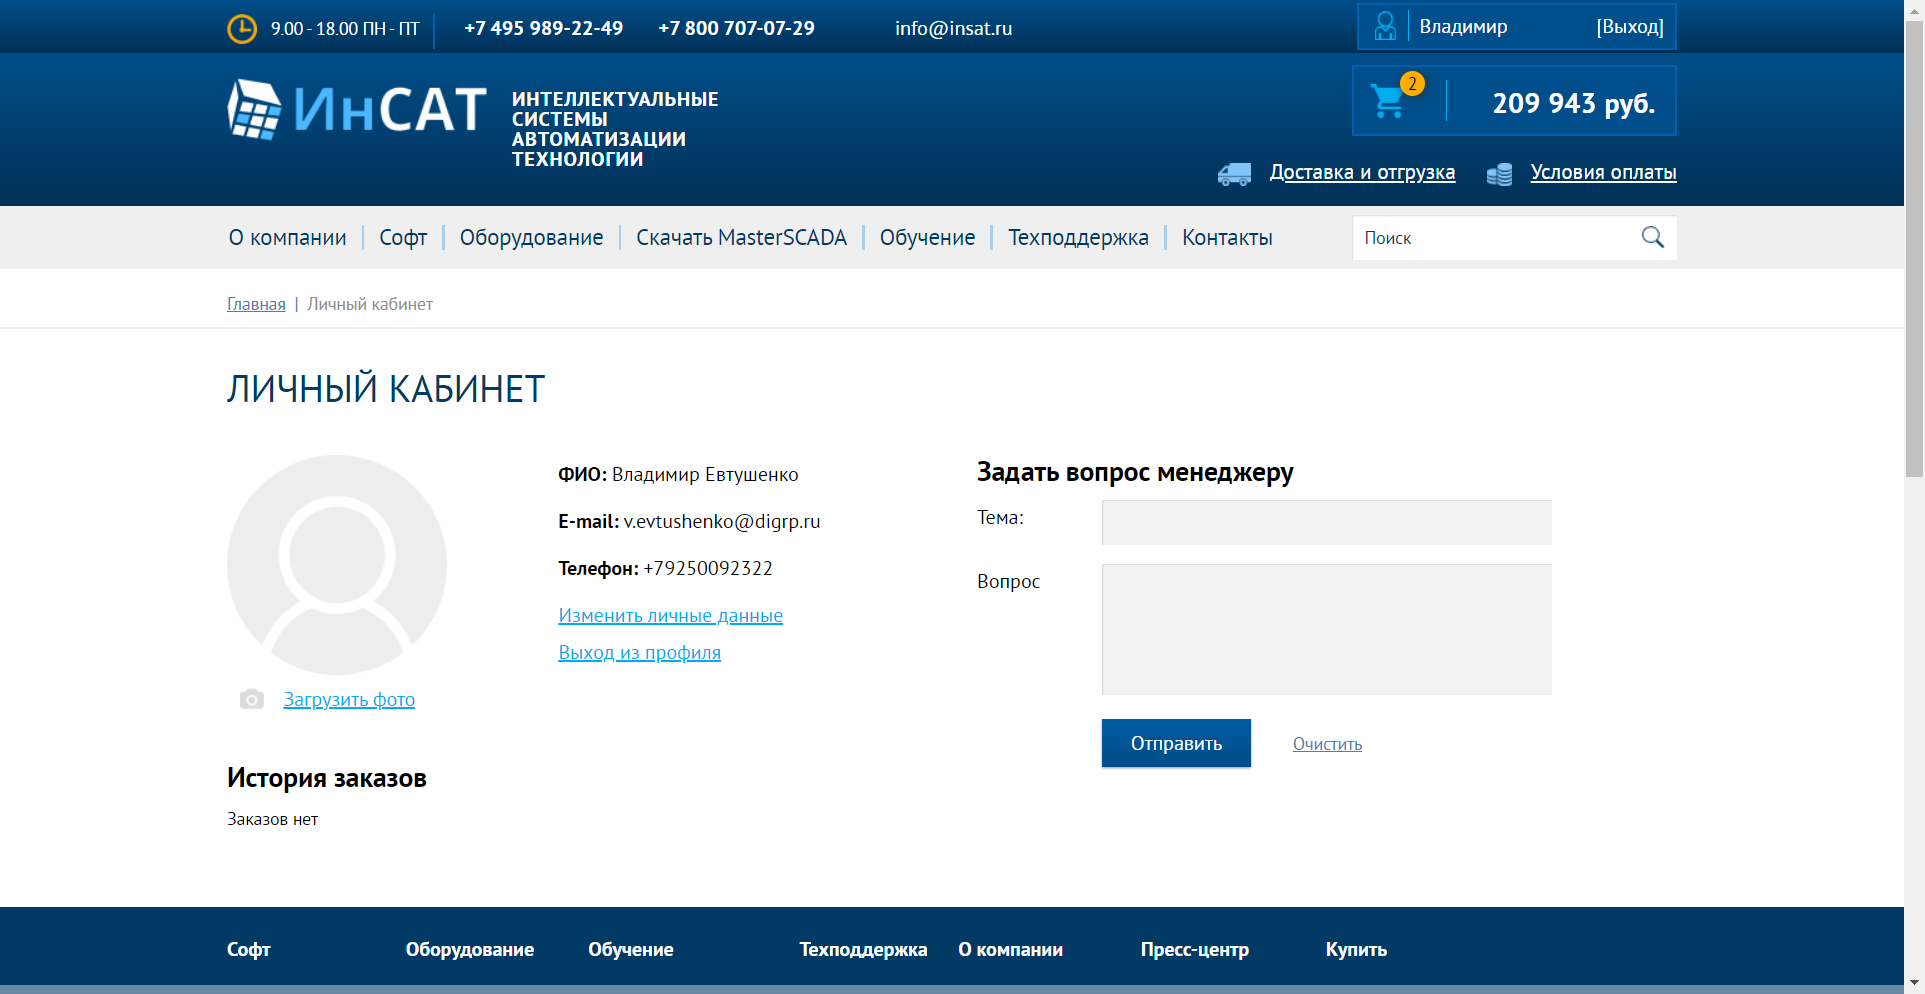 9.00 - 18.00 ПН - ПТ
+7 495 989-22-49
+7 800 707-07-29
info@insat.ru
Владимир
[Выход]
ИнСАТ
ИНТЕЛЛЕКТУАЛЬНЫЕ
СИСТЕМЫ
АВТОМАТИЗАЦИИ
ТЕХНОЛОГИИ
2
209 943 руб.
Доставка и отгрузка
Условия оплаты
О компании
Софт
Оборудование
Скачать MasterSCADA
Обучение
Техподдержка
Контакты
Поиск
Главная | Личный кабинет
ЛИЧНЫЙ КАБИНЕТ
ФИО: Владимир Евтушенко
E-mail: v.evtushenko@digrp.ru
Телефон: +79250092322
Изменить личные данные
Выход из профиля
Загрузить фото
Задать вопрос менеджеру
Тема:
Вопрос
Отправить
Очистить
История заказов
Заказов нет
Софт
Оборудование
Обучение
Техподдержка
О компании
Пресс-центр
Купить